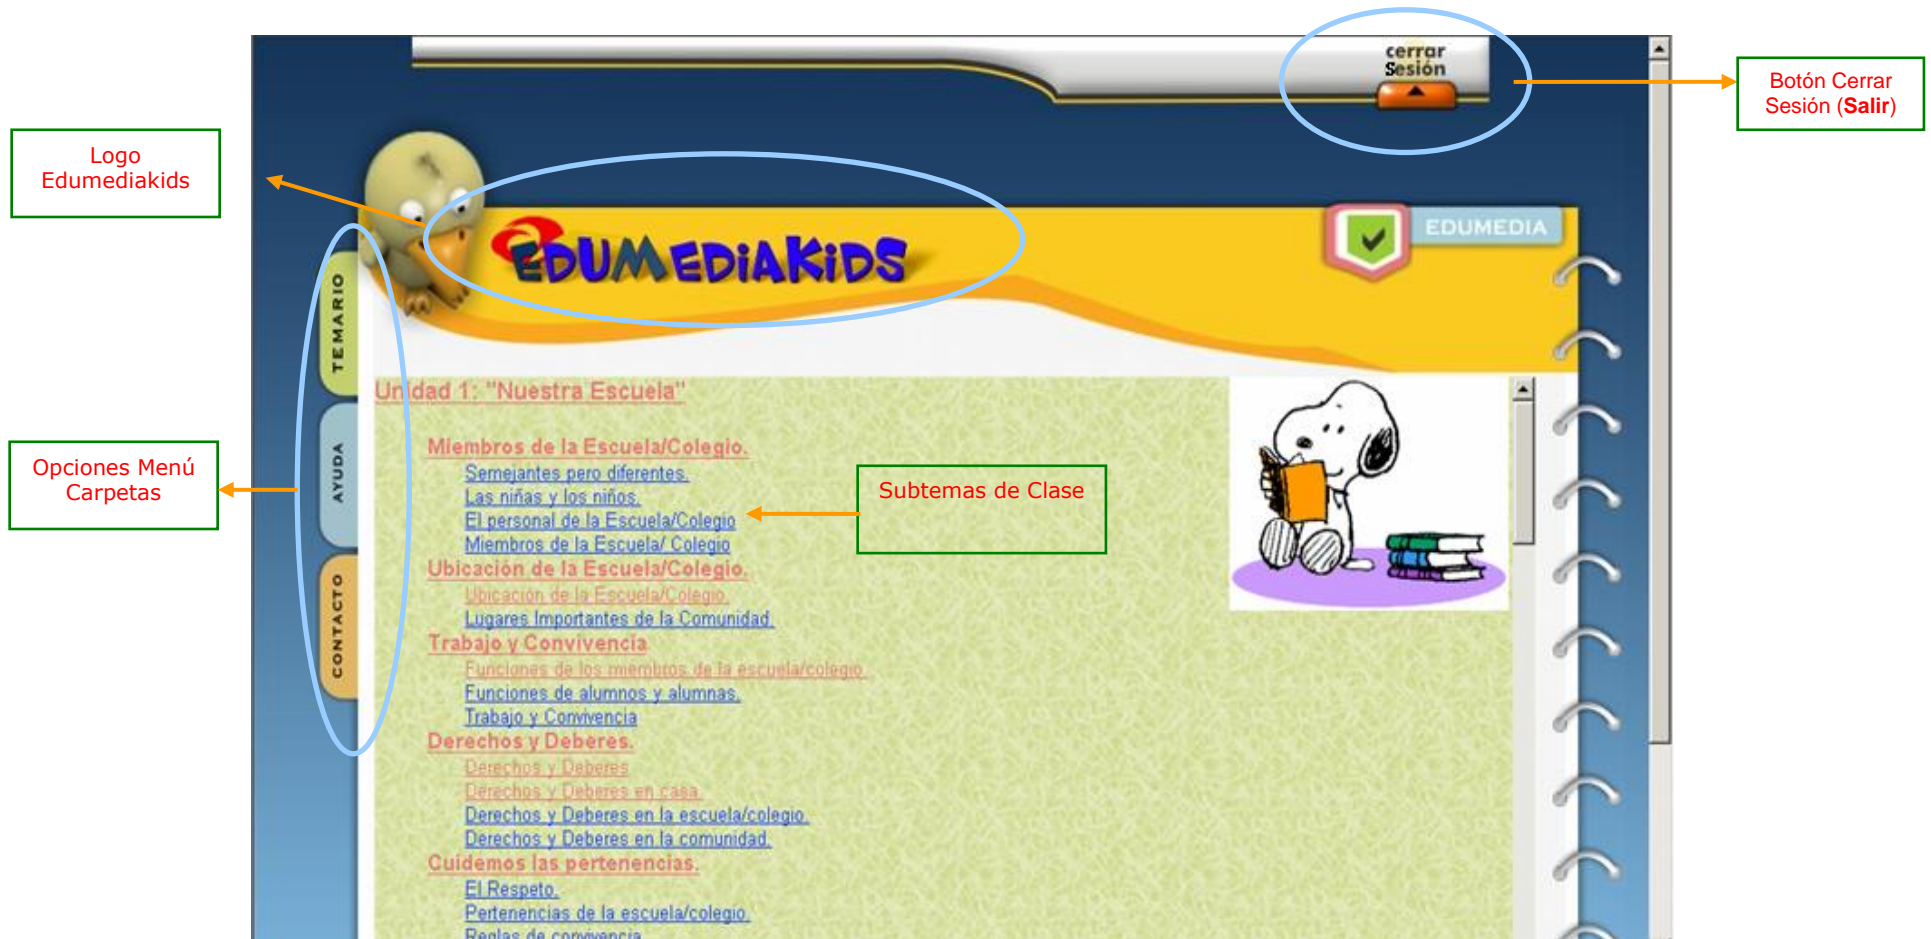 cerrar
Sesión
Botón Cerrar
Sesión (Salir)
Logo
Edumediakids
EDUMEDIAKiDS
EDUMEDIA
TEMARIO
AYUDA
CONTACTO
Opciones Menú
Carpetas
Subtemas de Clase
Unidad 1: "Nuestra Escuela"
Miembros de la Escuela/Colegio.
Semejantes pero diferentes.
Las niñas y los niños.
El personal de la Escuela/Colegio
Miembros de la Escuela/ Colegio
Ubicación de la Escuela/Colegio.
Ubicación de la Escuela/Colegio.
Lugares Importantes de la Comunidad.
Trabajo y Convivencia
Funciones de los miembros de la escuela/colegio.
Funciones de alumnos y alumnas.
Trabajo y Convivencia
Derechos y Deberes.
Derechos y Deberes
Derechos y Deberes en casa.
Derechos y Deberes en la escuela/colegio.
Derechos y Deberes en la comunidad.
Cuidemos las pertenencias.
El Respeto.
Pertenencias de la escuela/colegio.
Reglas de convivencia